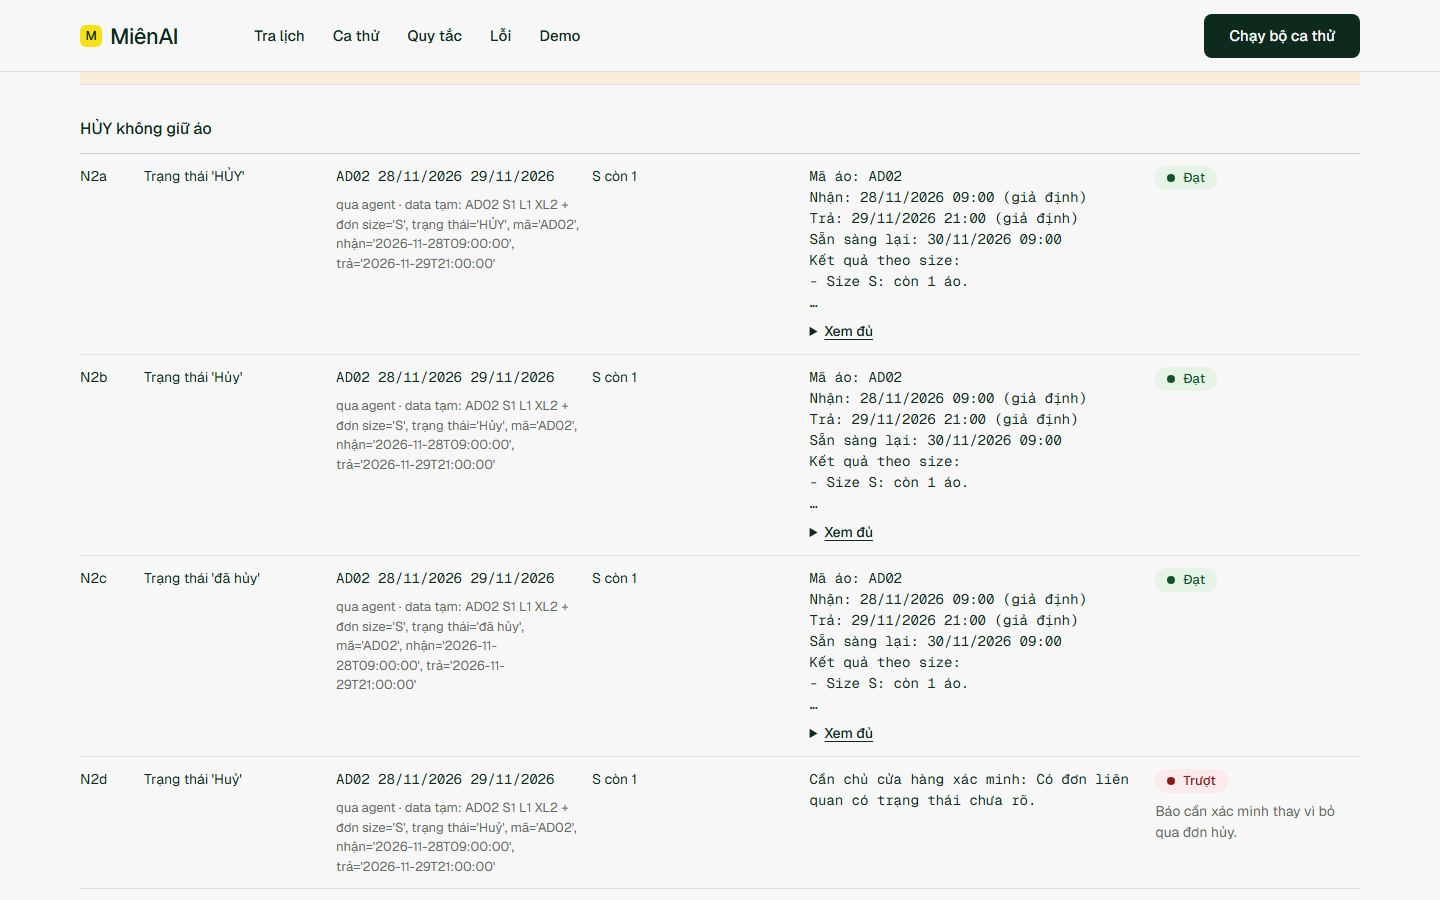 M MiênAI Tra lịch Ca thử Quy tắc Lỗi Demo Chạy bộ ca thử
HỦY không giữ áo
N2a Trạng thái 'HỦY' AD02 28/11/2026 29/11/2026 S còn 1
qua agent · data tạm: AD02 S1 L1 XL2 +
đơn size='S', trạng thái='HỦY', mã='AD02',
nhận='2026-11-28T09:00:00',
trả='2026-11-29T21:00:00'
Mã áo: AD02
Nhận: 28/11/2026 09:00 (giả định)
Trả: 29/11/2026 21:00 (giả định)
Sẵn sàng lại: 30/11/2026 09:00
Kết quả theo size:
- Size S: còn 1 áo.
…
▶ Xem đủ
Đạt
N2b Trạng thái 'Hủy' AD02 28/11/2026 29/11/2026 S còn 1
qua agent · data tạm: AD02 S1 L1 XL2 +
đơn size='S', trạng thái='Hủy', mã='AD02',
nhận='2026-11-28T09:00:00',
trả='2026-11-29T21:00:00'
Mã áo: AD02
Nhận: 28/11/2026 09:00 (giả định)
Trả: 29/11/2026 21:00 (giả định)
Sẵn sàng lại: 30/11/2026 09:00
Kết quả theo size:
- Size S: còn 1 áo.
…
▶ Xem đủ
Đạt
N2c Trạng thái 'đã hủy' AD02 28/11/2026 29/11/2026 S còn 1
qua agent · data tạm: AD02 S1 L1 XL2 +
đơn size='S', trạng thái='đã hủy',
mã='AD02', nhận='2026-11-
28T09:00:00', trả='2026-11-
29T21:00:00'
Mã áo: AD02
Nhận: 28/11/2026 09:00 (giả định)
Trả: 29/11/2026 21:00 (giả định)
Sẵn sàng lại: 30/11/2026 09:00
Kết quả theo size:
- Size S: còn 1 áo.
…
▶ Xem đủ
Đạt
N2d Trạng thái 'Huỷ' AD02 28/11/2026 29/11/2026 S còn 1
qua agent · data tạm: AD02 S1 L1 XL2 +
đơn size='S', trạng thái='Huỷ', mã='AD02',
nhận='2026-11-28T09:00:00',
trả='2026-11-29T21:00:00'
Cần chủ cửa hàng xác minh: Có đơn liên
quan có trạng thái chưa rõ.
Trượt
Báo cần xác minh thay vì bỏ
qua đơn hủy.